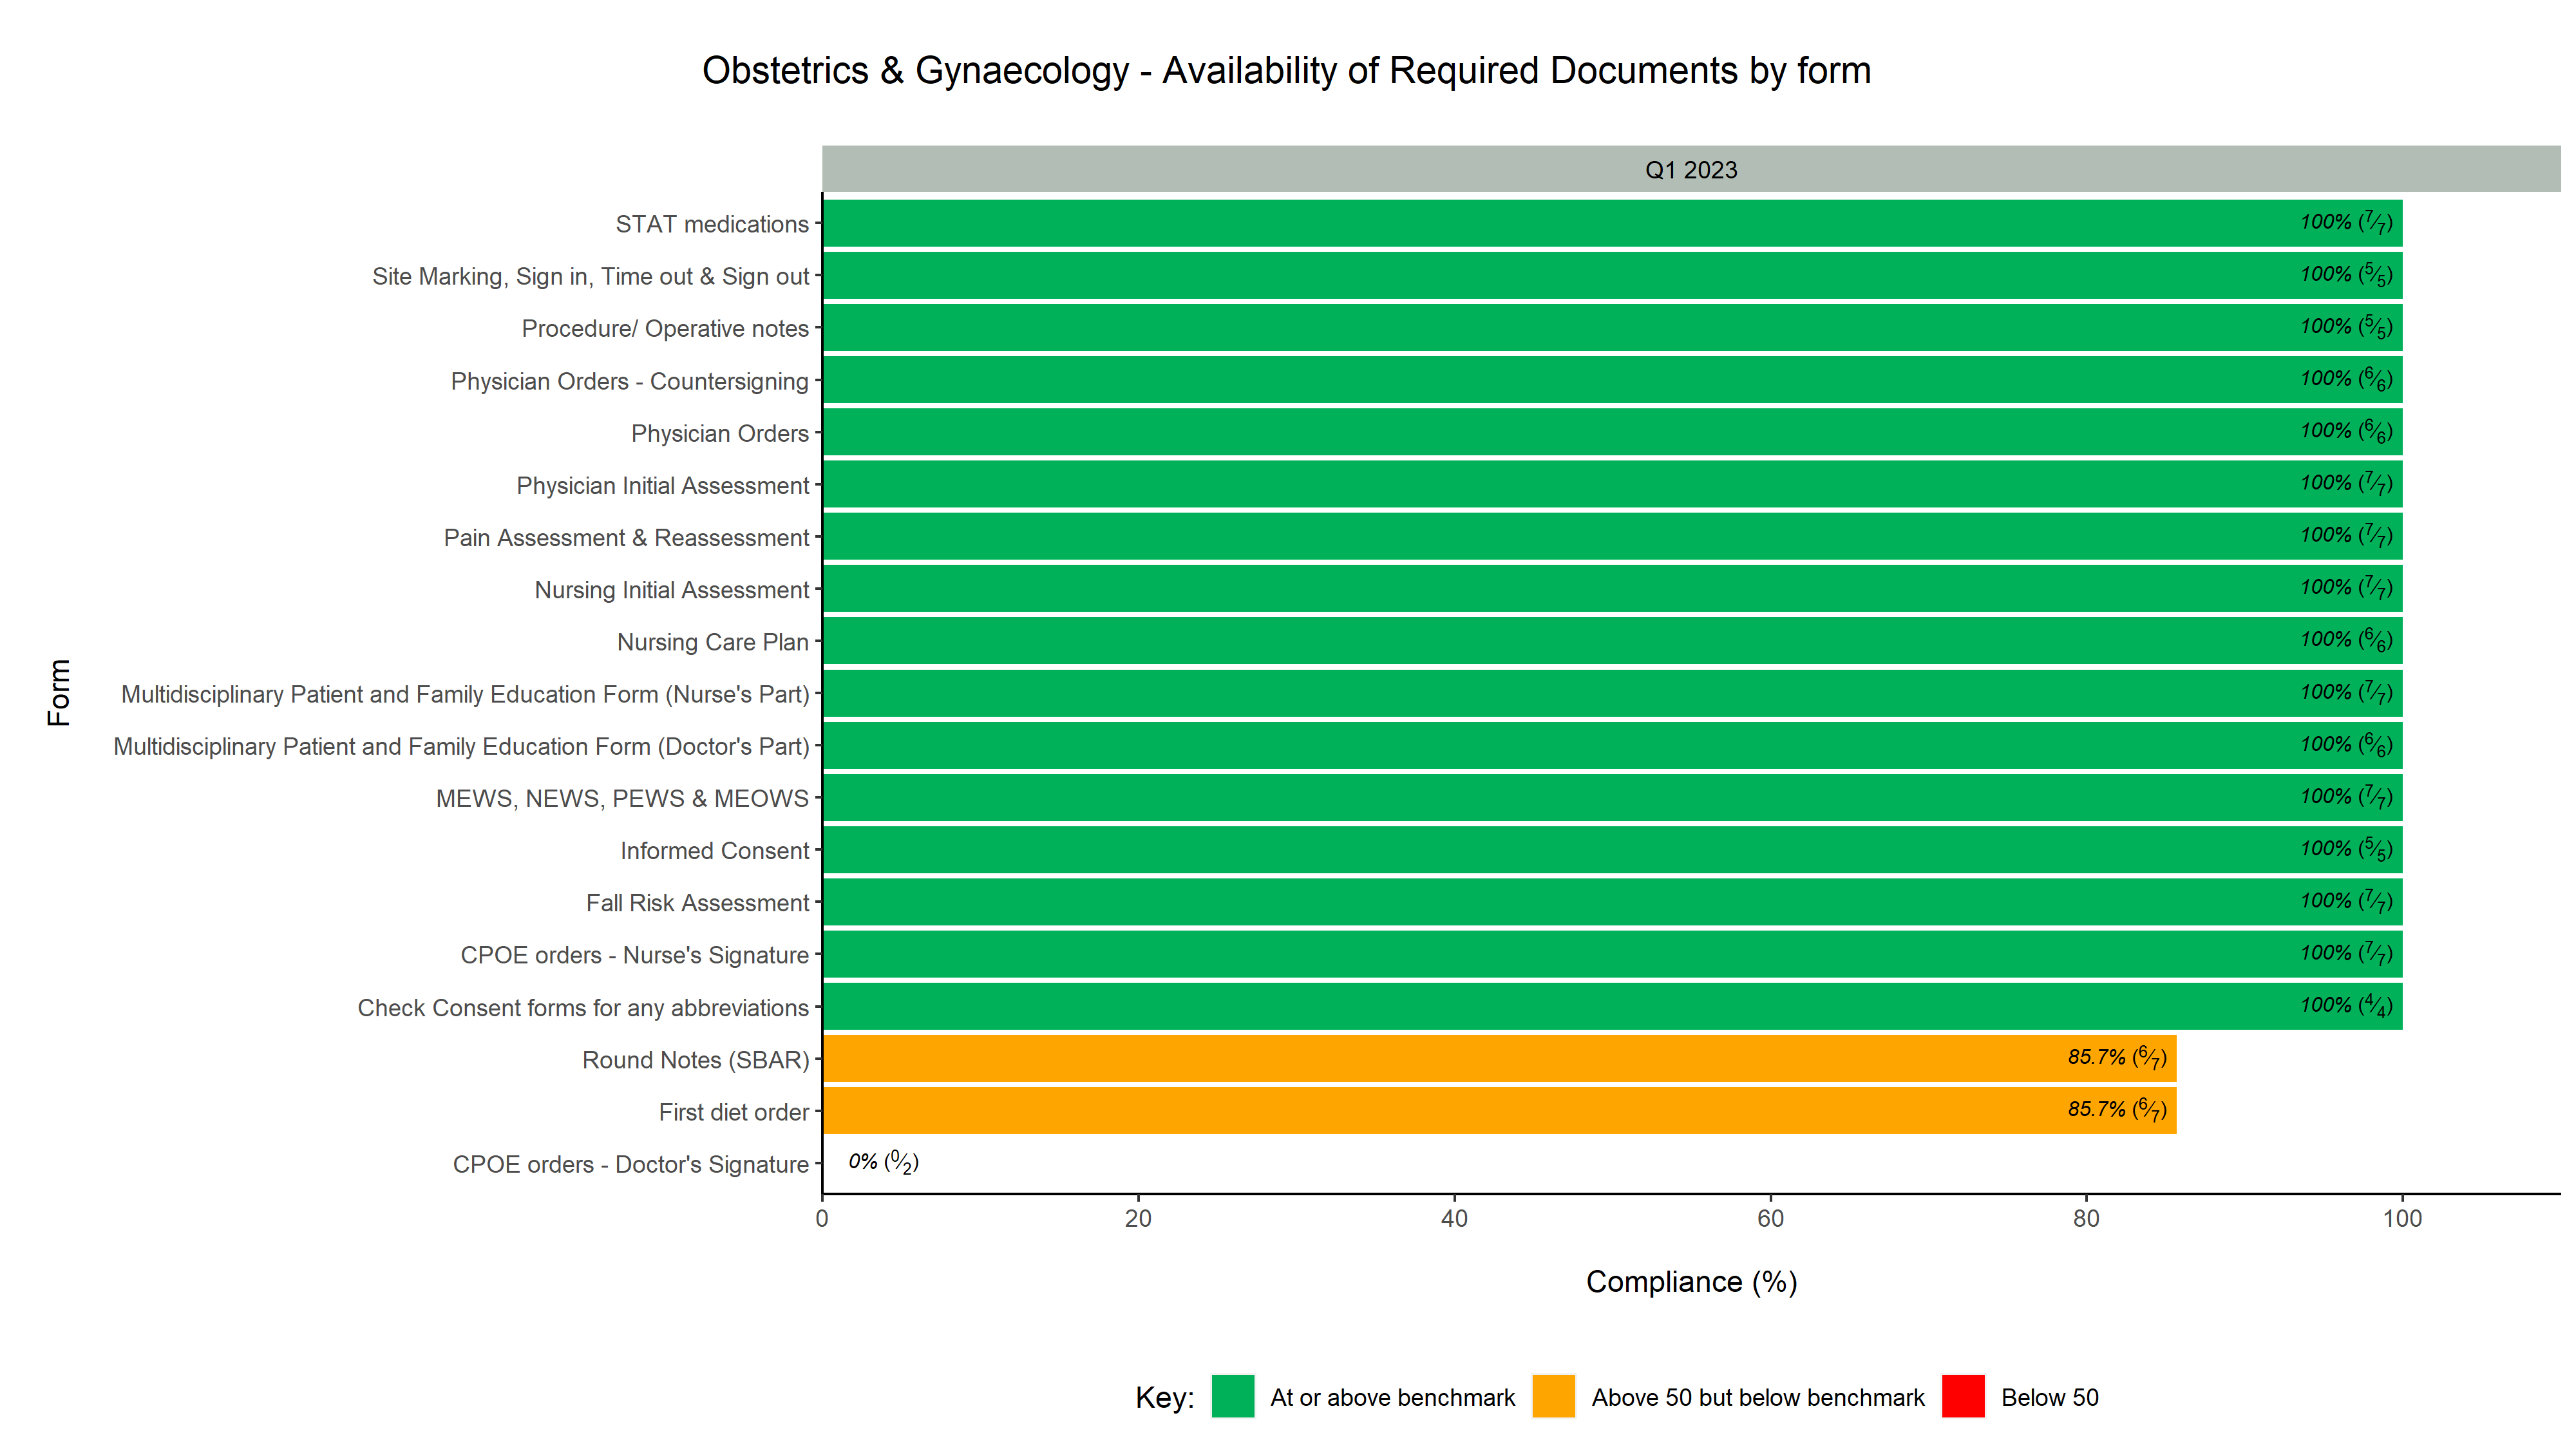 Obstetrics & Gynaecology - Availability of Required Documents by form
Q1 2023
Form
STAT medications 100% (7⁄7)
Site Marking, Sign in, Time out & Sign out 100% (5⁄5)
Procedure/ Operative notes 100% (5⁄5)
Physician Orders - Countersigning 100% (6⁄6)
Physician Orders 100% (6⁄6)
Physician Initial Assessment 100% (7⁄7)
Pain Assessment & Reassessment 100% (7⁄7)
Nursing Initial Assessment 100% (7⁄7)
Nursing Care Plan 100% (6⁄6)
Multidisciplinary Patient and Family Education Form (Nurse's Part) 100% (7⁄7)
Multidisciplinary Patient and Family Education Form (Doctor's Part) 100% (6⁄6)
MEWS, NEWS, PEWS & MEOWS 100% (7⁄7)
Informed Consent 100% (5⁄5)
Fall Risk Assessment 100% (7⁄7)
CPOE orders - Nurse's Signature 100% (7⁄7)
Check Consent forms for any abbreviations 100% (4⁄4)
Round Notes (SBAR) 85.7% (6⁄7)
First diet order 85.7% (6⁄7)
CPOE orders - Doctor's Signature 0% (0⁄2)
0 20 40 60 80 100
Compliance (%)
Key: At or above benchmark Above 50 but below benchmark Below 50